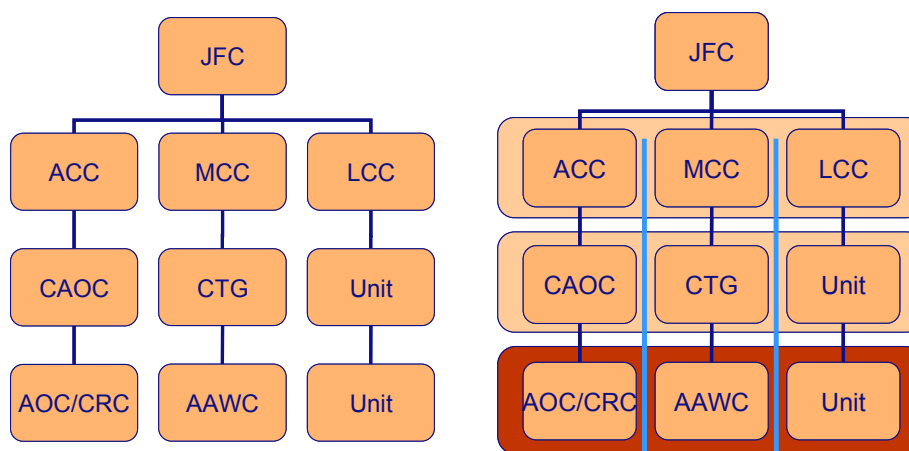 JFC
ACC MCC LCC
CAOC CTG Unit
AOC/CRC AAWC Unit
JFC
ACC MCC LCC
CAOC CTG Unit
AOC/CRC AAWC Unit